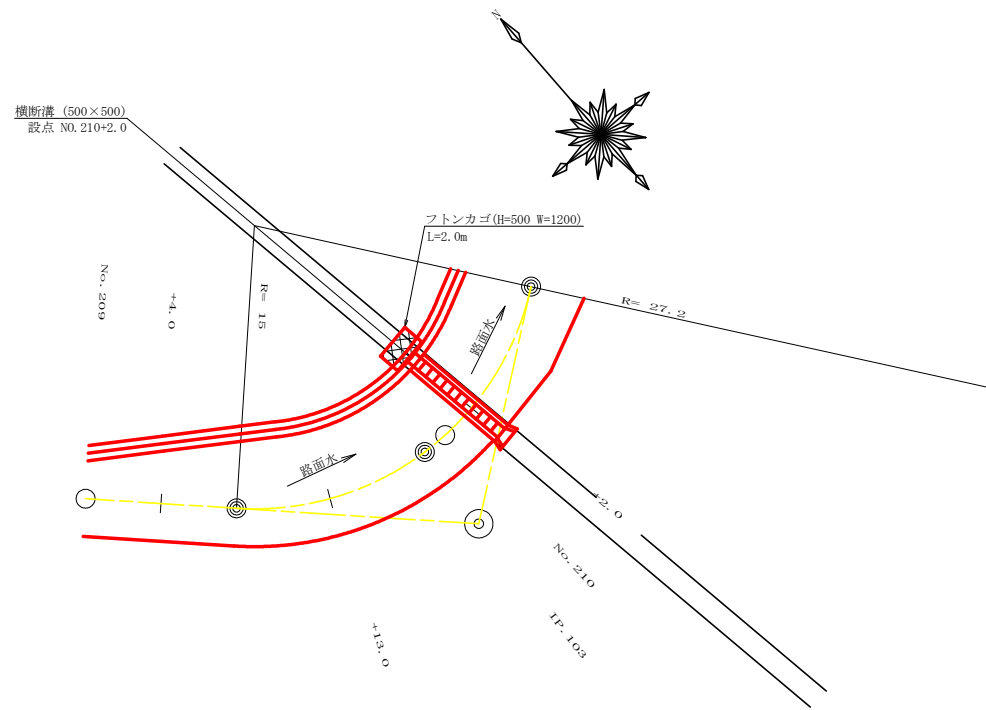 N
横断溝 (500×500)
設点 NO.210+2.0
フトンカゴ(H=500 W=1200)
L=2.0m
No. 209
+4.0
R= 15
路面水
R= 27.2
路面水
+2.0
No. 210
IP. 103
+13.0